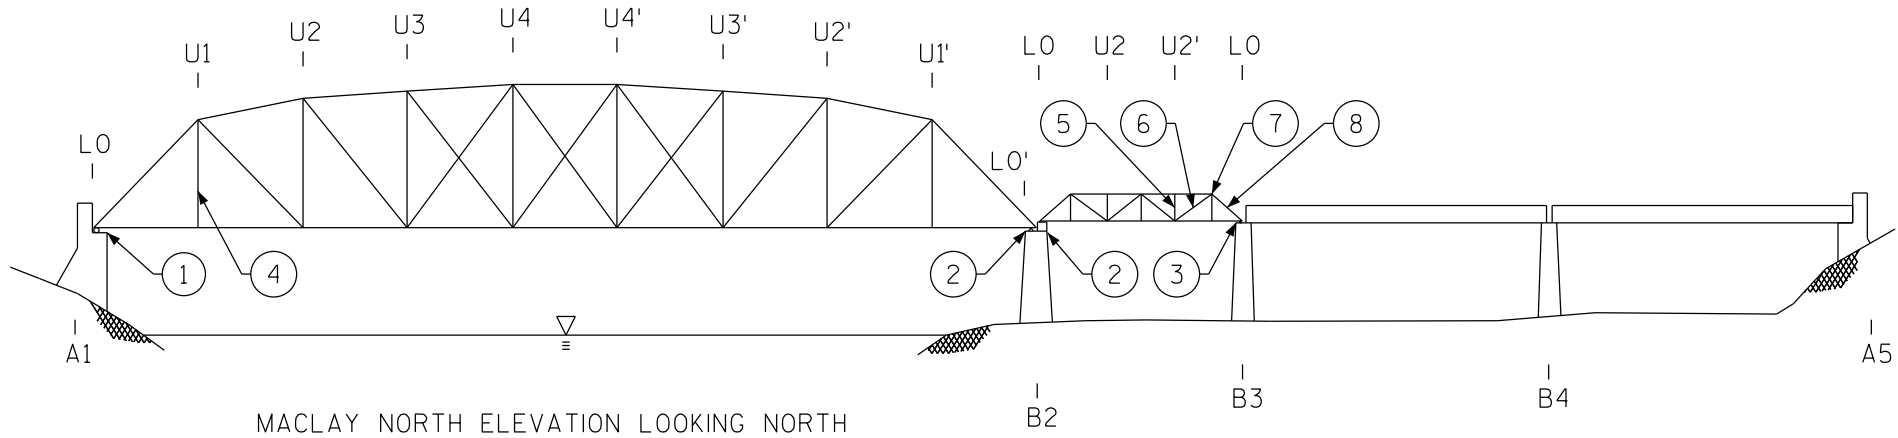 U1
U2
U3
U4
U4'
U3'
U2'
U1'
L0
U2
U2'
L0
L0
L0'
5
6
7
8
1
4
2
2
3
A1
A5
B2
B3
B4
MACLAY NORTH ELEVATION LOOKING NORTH